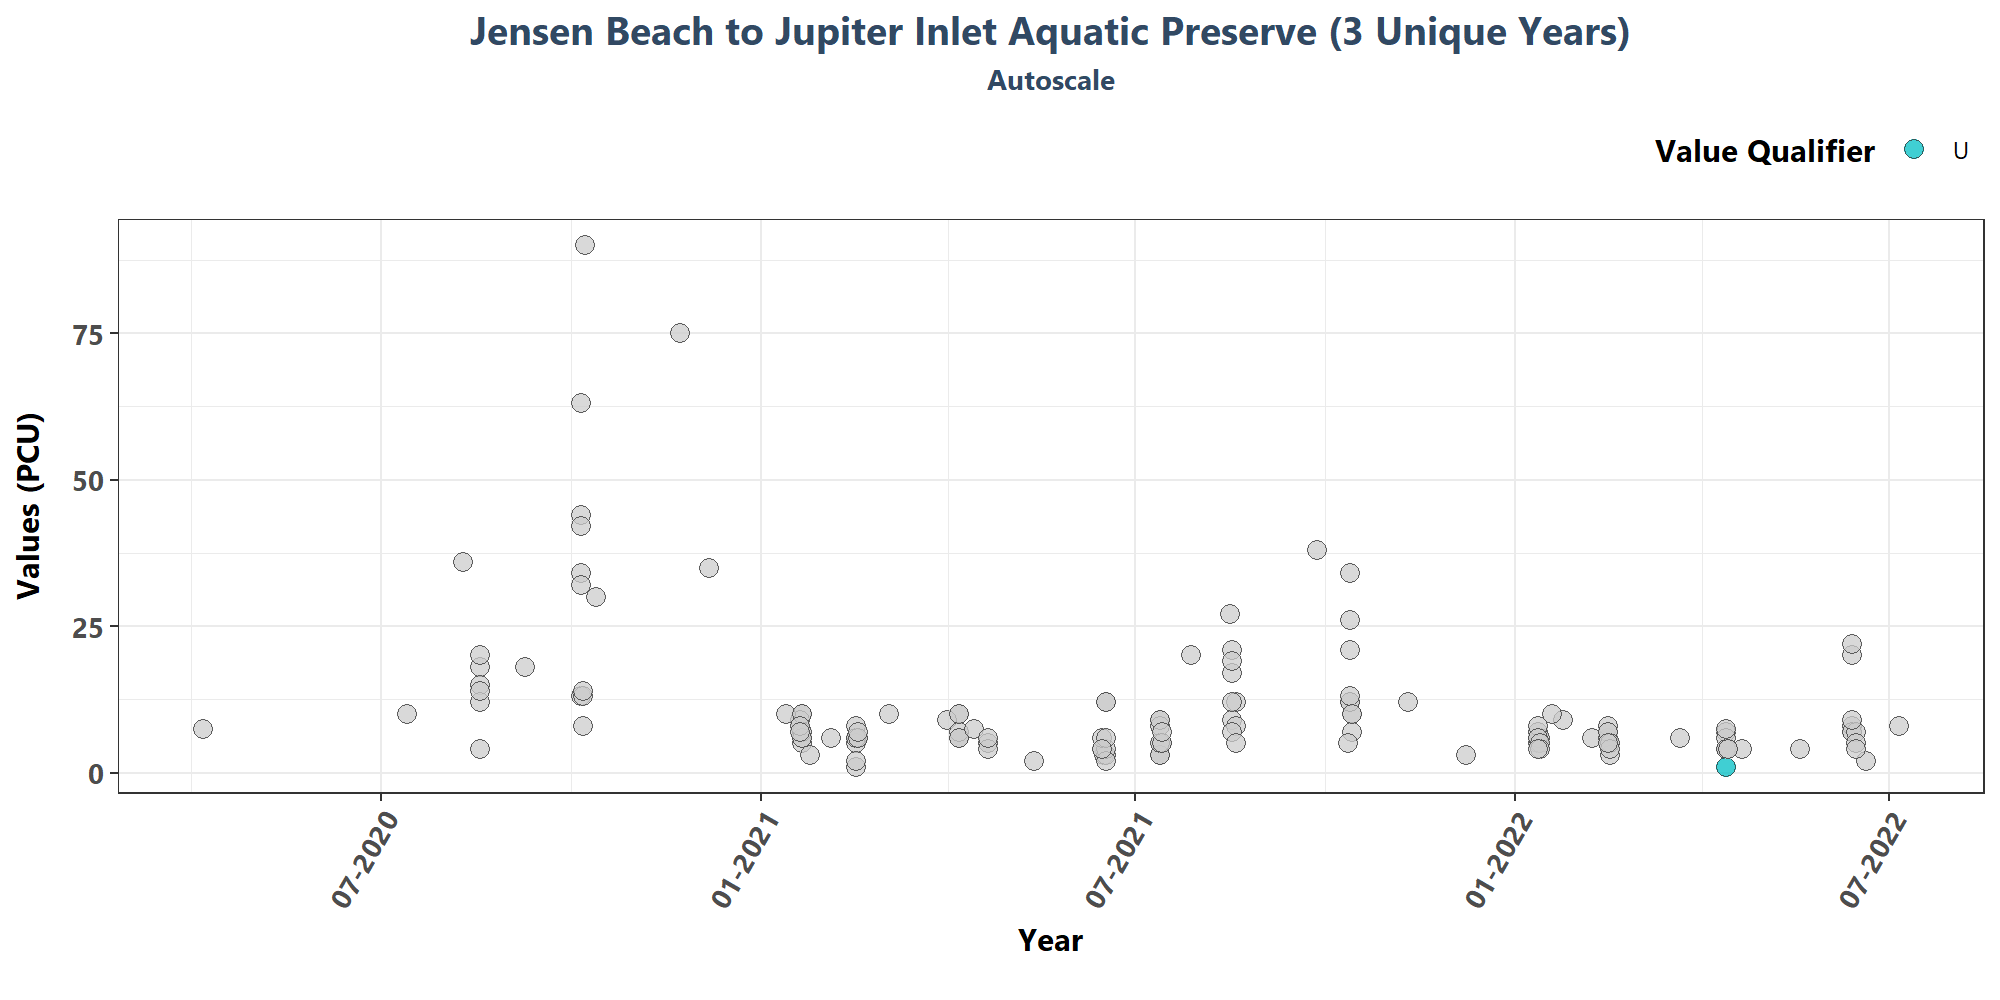 Jensen Beach to Jupiter Inlet Aquatic Preserve (3 Unique Years)
Autoscale
Value Qualifier U
Values (PCU)
75
50
25
0
07-2020
01-2021
07-2021
01-2022
07-2022
Year